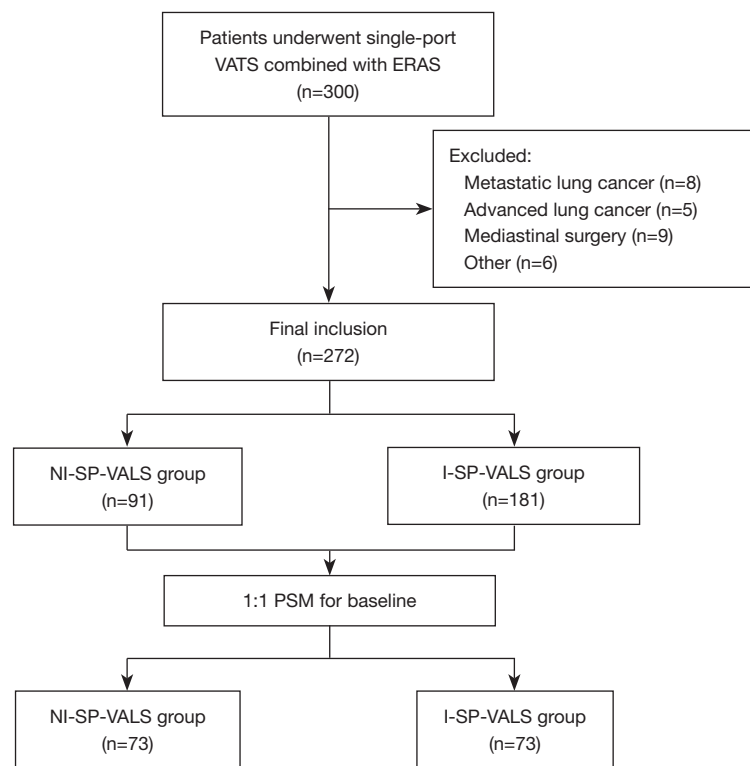 Patients underwent single-port
VATS combined with ERAS
(n=300)
Excluded:
Metastatic lung cancer (n=8)
Advanced lung cancer (n=5)
Mediastinal surgery (n=9)
Other (n=6)
Final inclusion
(n=272)
NI-SP-VALS group
(n=91)
I-SP-VALS group
(n=181)
1:1 PSM for baseline
NI-SP-VALS group
(n=73)
I-SP-VALS group
(n=73)